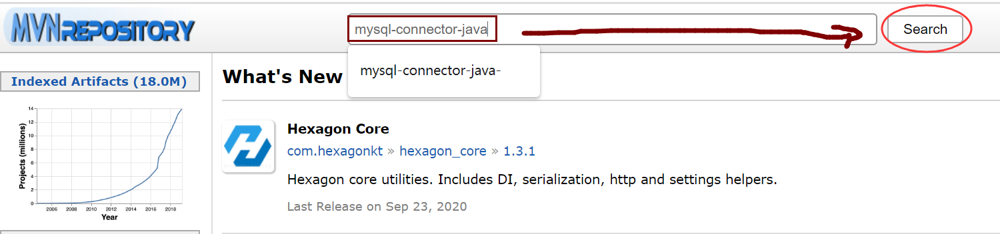 MVNREPOSITORY
mysql-connector-java
Search
mysql-connector-java-
Indexed Artifacts (18.0M)
Projects (millions)
14
12
10
8
6
4
2
0
2006 2008 2010 2012 2014 2016 2018
Year
What's New
Hexagon Core
com.hexagonkt » hexagon_core » 1.3.1
Hexagon core utilities. Includes DI, serialization, http and settings helpers.
Last Release on Sep 23, 2020